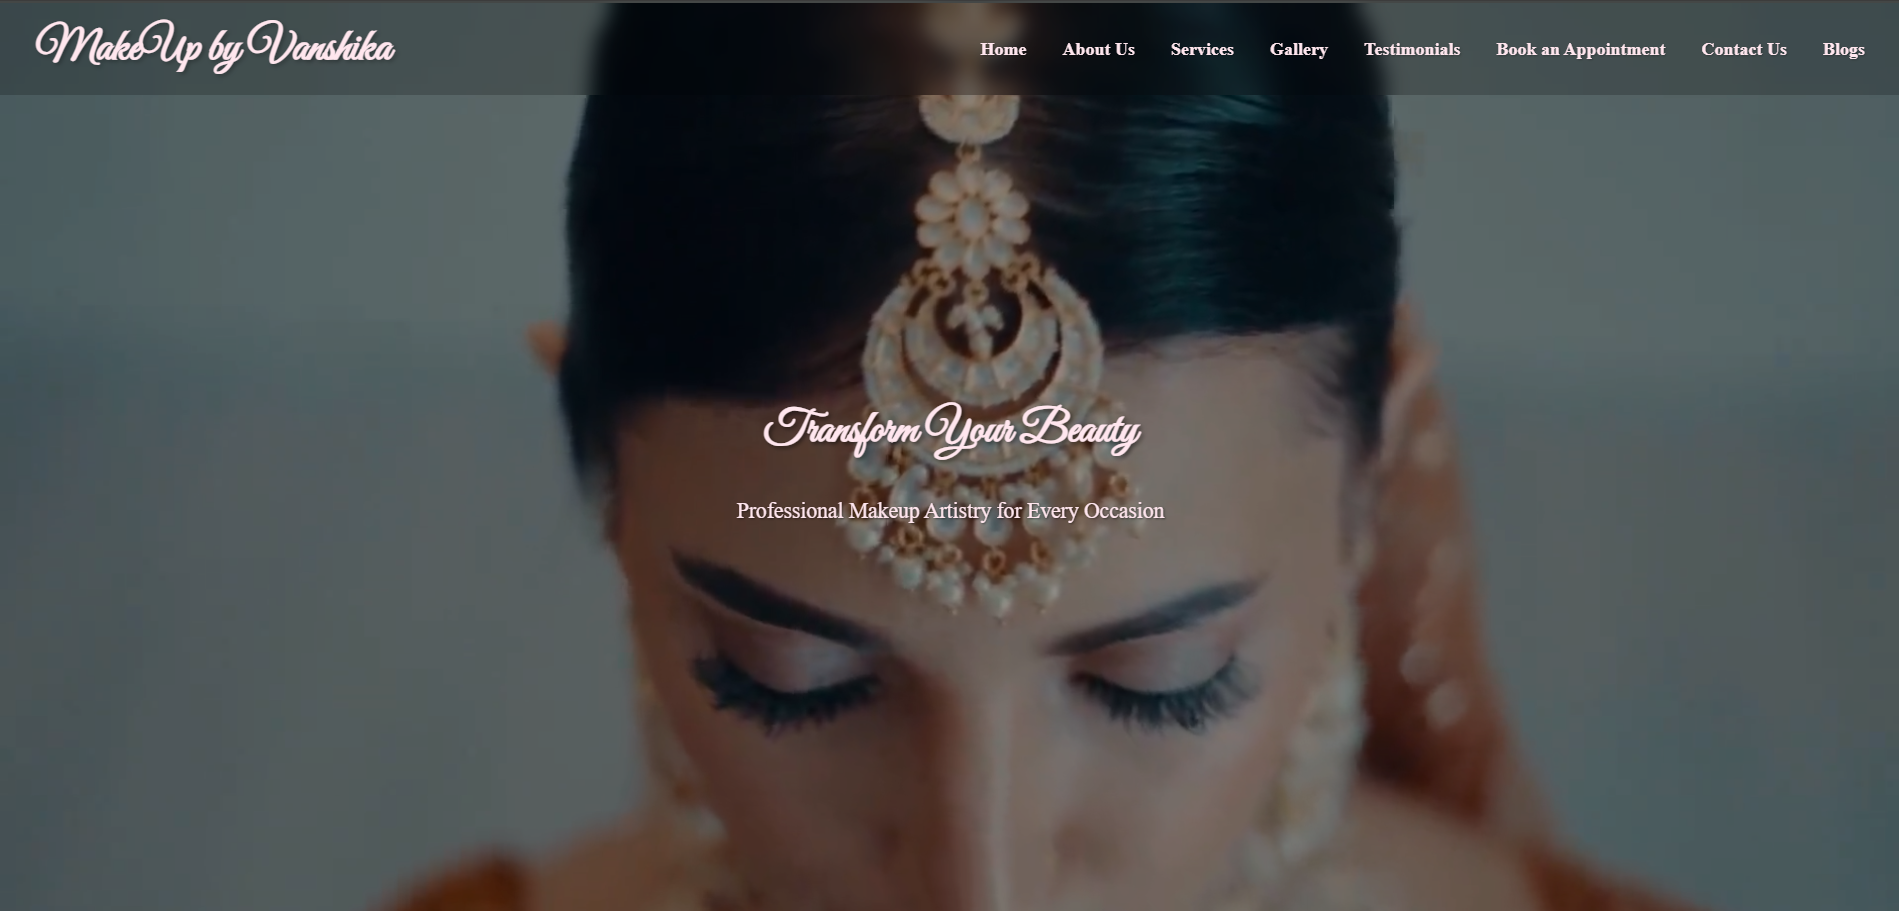 MakeUp by Vanshika
Home About Us Services Gallery Testimonials Book an Appointment Contact Us Blogs
Transform Your Beauty
Professional Makeup Artistry for Every Occasion